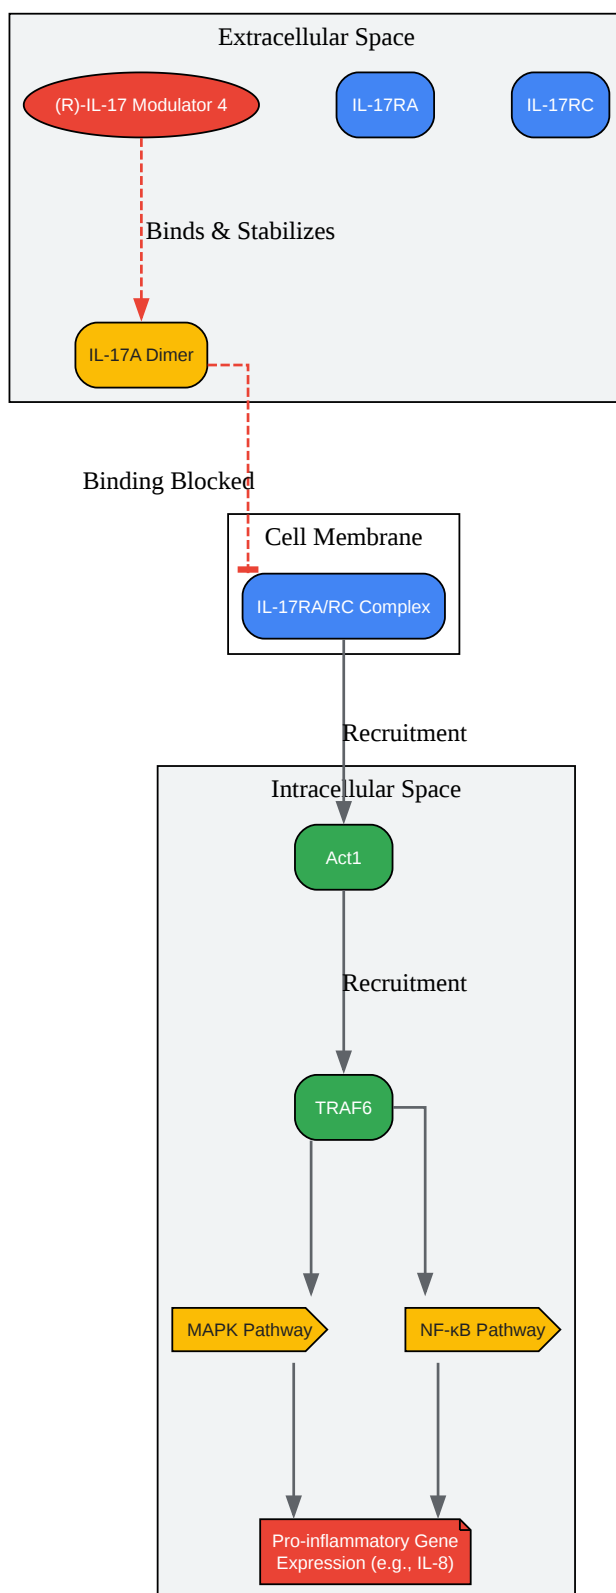 Extracellular Space
(R)-IL-17 Modulator 4
IL-17RA
IL-17RC
Binds & Stabilizes
IL-17A Dimer
Binding Blocked
Cell Membrane
IL-17RA/RC Complex
Recruitment
Intracellular Space
Act1
Recruitment
TRAF6
MAPK Pathway
NF-κB Pathway
Pro-inflammatory Gene
Expression (e.g., IL-8)